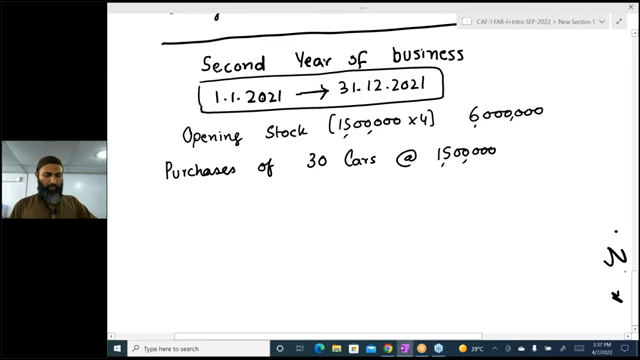 CAF-1 FAR-I+Intro SEP-2022 > New Section 1
Second Year of business
1.1.2021 → 31.12.2021
Opening Stock [1,500,000 x 4] 6,000,000
Purchases of 30 Cars @ 1,500,000
N.
*
Type here to search
39°C
3:37 PM
4/7/2022